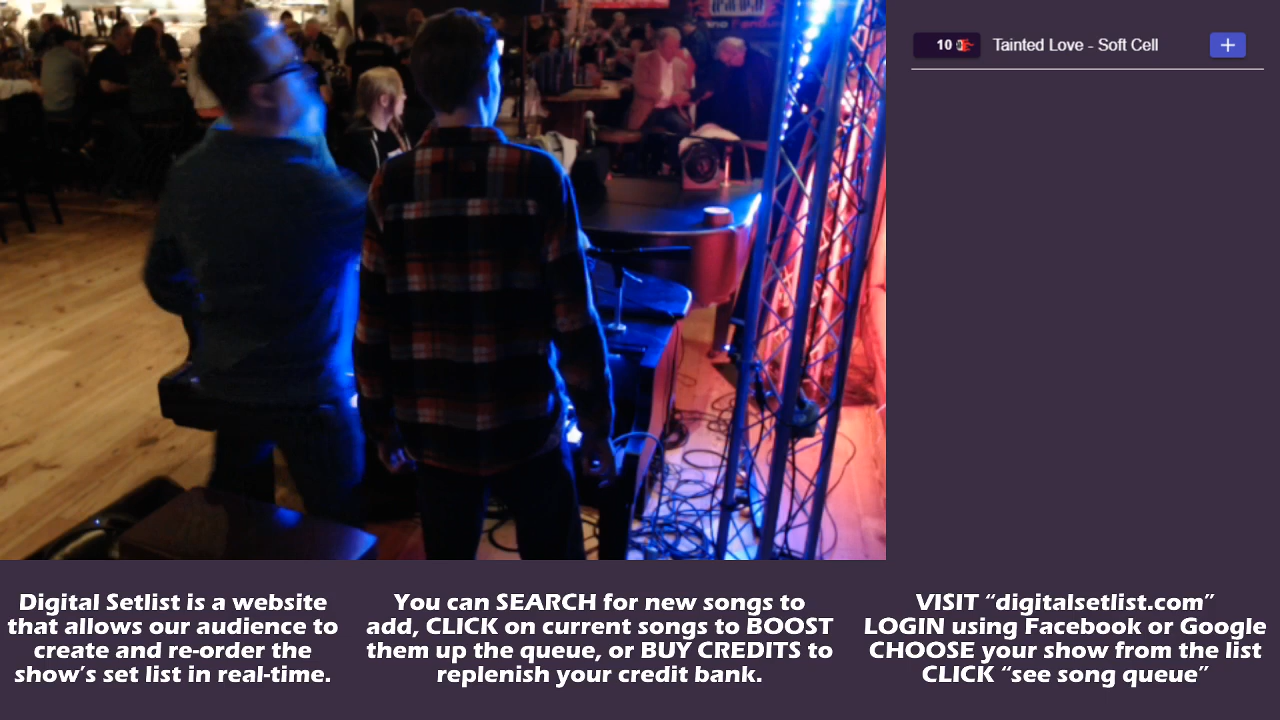 10 Tainted Love - Soft Cell +
Digital Setlist is a website
that allows our audience to
create and re-order the
show's set list in real-time.
You can SEARCH for new songs to
add, CLICK on current songs to BOOST
them up the queue, or BUY CREDITS to
replenish your credit bank.
VISIT “digitalsetlist.com”
LOGIN using Facebook or Google
CHOOSE your show from the list
CLICK “see song queue”